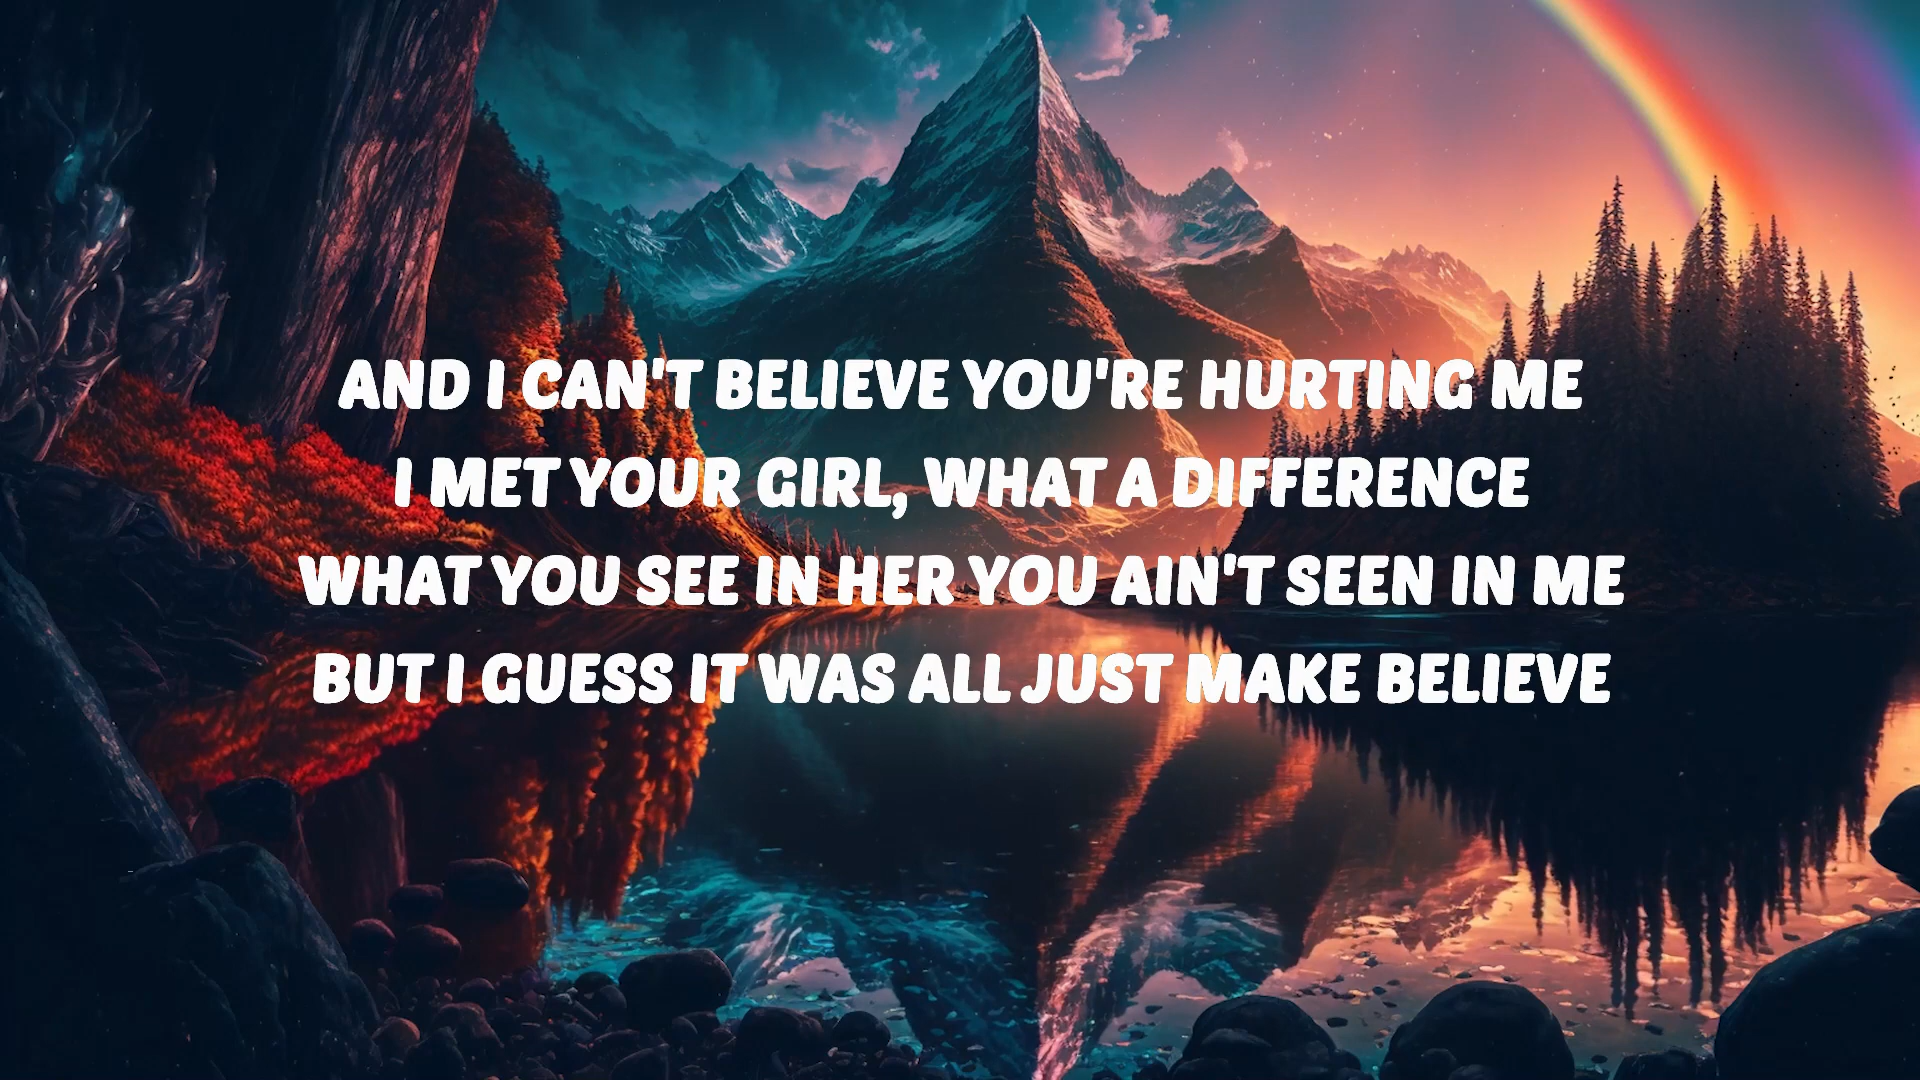 AND I CAN'T BELIEVE YOU'RE HURTING ME
I MET YOUR GIRL, WHAT A DIFFERENCE
WHAT YOU SEE IN HER YOU AIN'T SEEN IN ME
BUT I GUESS IT WAS ALL JUST MAKE BELIEVE